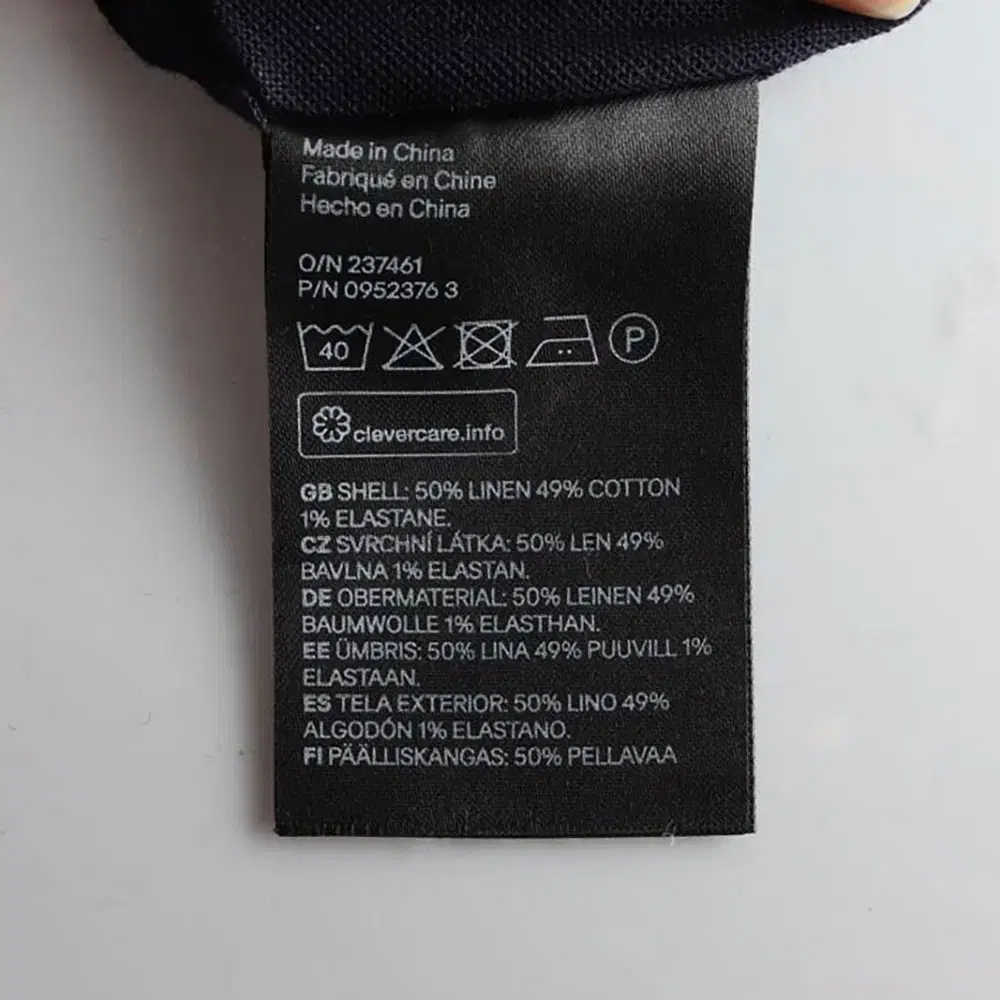 Made in China
Fabriqué en Chine
Hecho en China
O/N 237461
P/N 0952376 3
40 P
clevercare.info
GB SHELL: 50% LINEN 49% COTTON
1% ELASTANE.
CZ SVRCHNÍ LÁTKA: 50% LEN 49%
BAVLNA 1% ELASTAN.
DE OBERMATERIAL: 50% LEINEN 49%
BAUMWOLLE 1% ELASTHAN.
EE ÜMBRIS: 50% LINA 49% PUUVILL 1%
ELASTAAN.
ES TELA EXTERIOR: 50% LINO 49%
ALGODÓN 1% ELASTANO.
FI PÄÄLLISKANGAS: 50% PELLAVAA